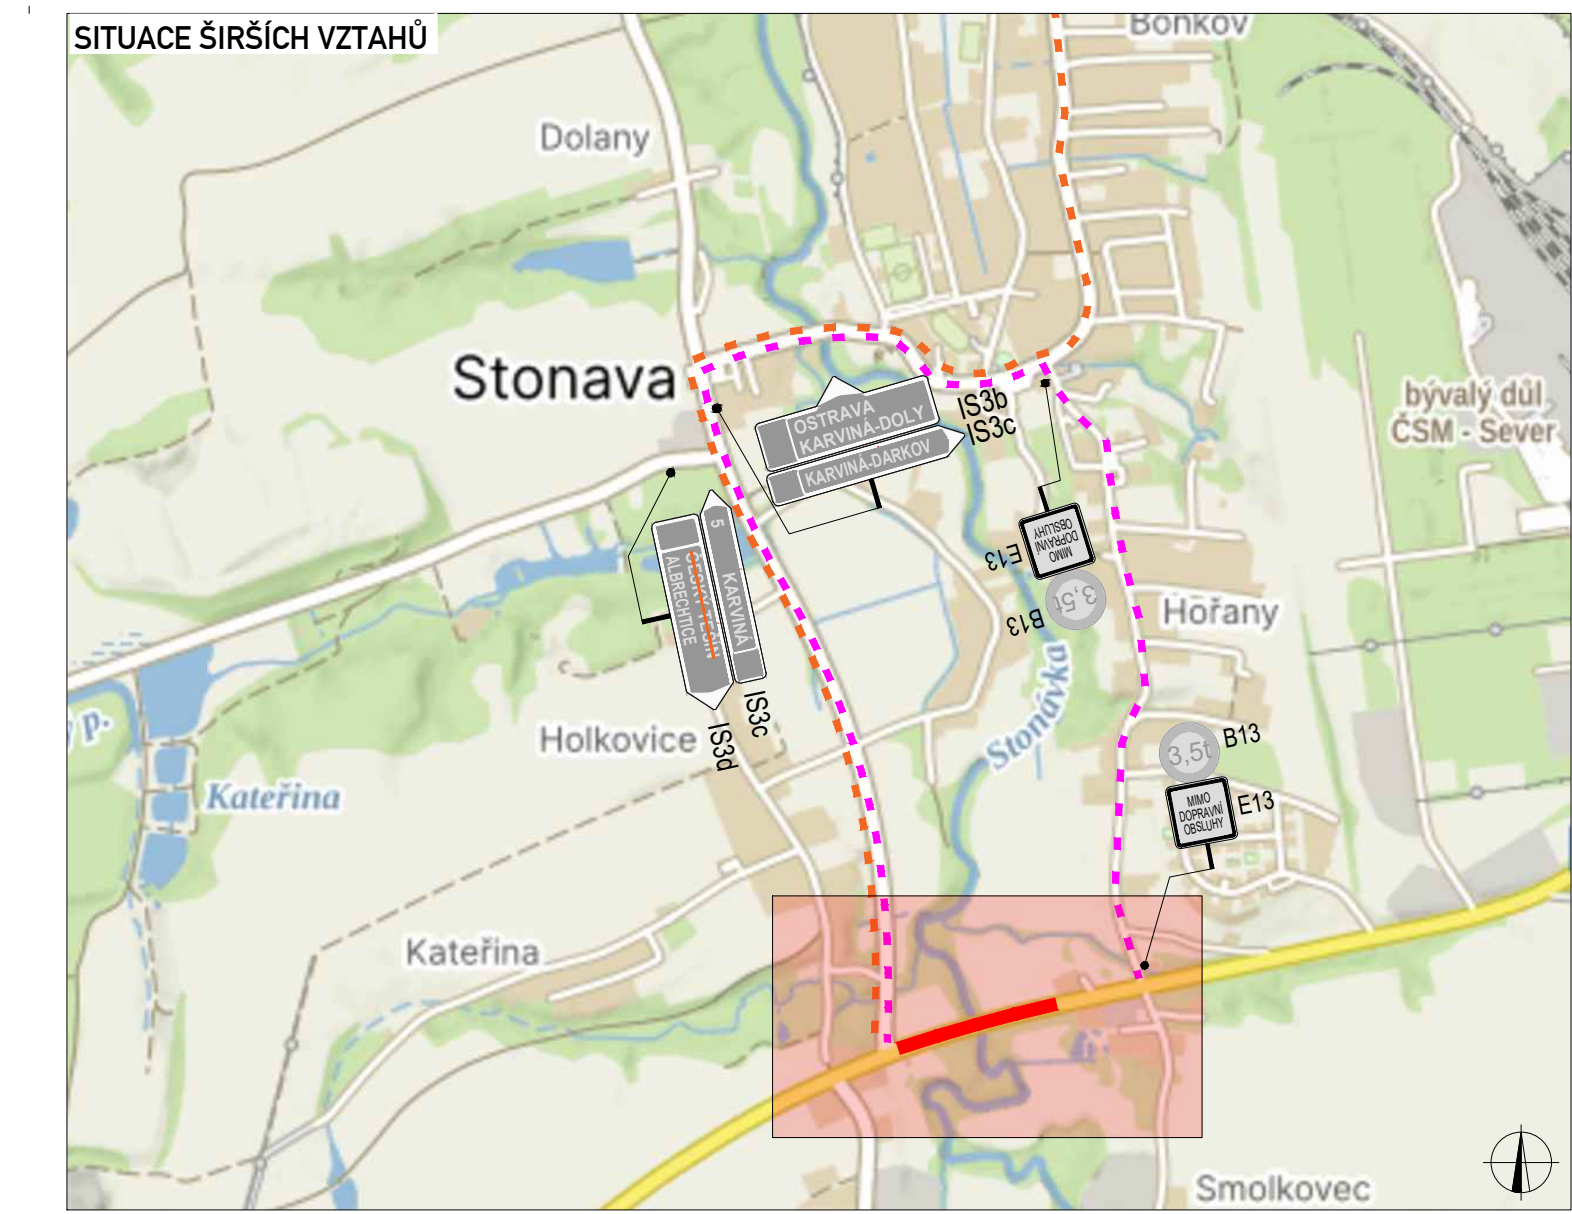 SITUACE ŠIRŠÍCH VZTAHŮ
Bonkov
Dolany
Stonava
bývalý důl
ČSM - Sever
OSTRAVA
KARVINÁ-DOLY
KARVINÁ-DARKOV
IS3b
IS3c
MIMO
DOPRAVNÍ
OBSLUHY
E13
3,5t
B13
5 KARVINÁ
ČESKÝ TĚŠÍN
ALBRECHTICE
IS3c
IS3d
Hořany
Holkovice
Stonávka
ý p.
Kateřina
3,5t
B13
MIMO
DOPRAVNÍ
OBSLUHY
E13
Kateřina
Smolkovec